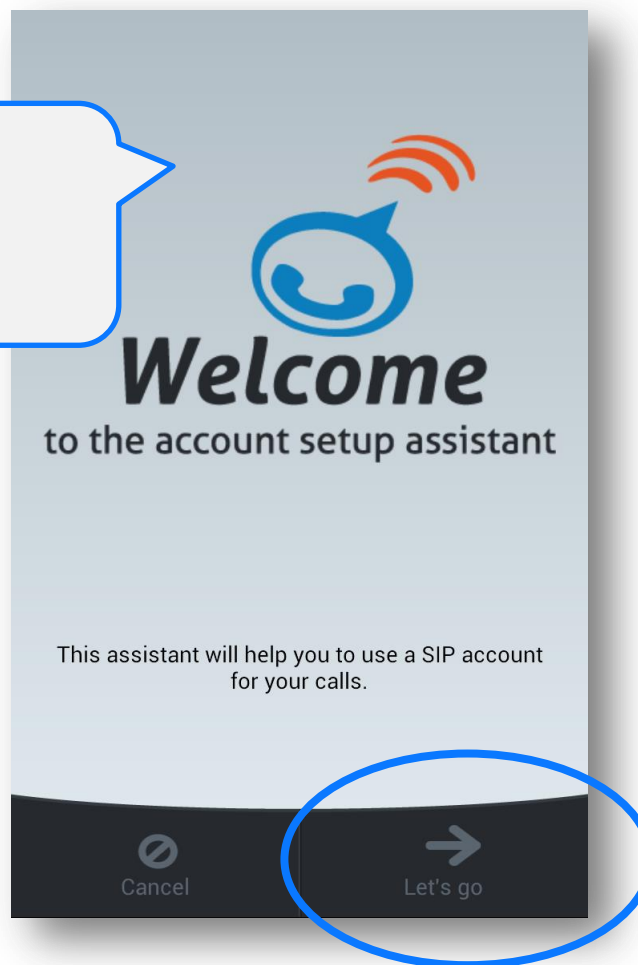 Welcome
to the account setup assistant
This assistant will help you to use a SIP account
for your calls.
Cancel
Let's go